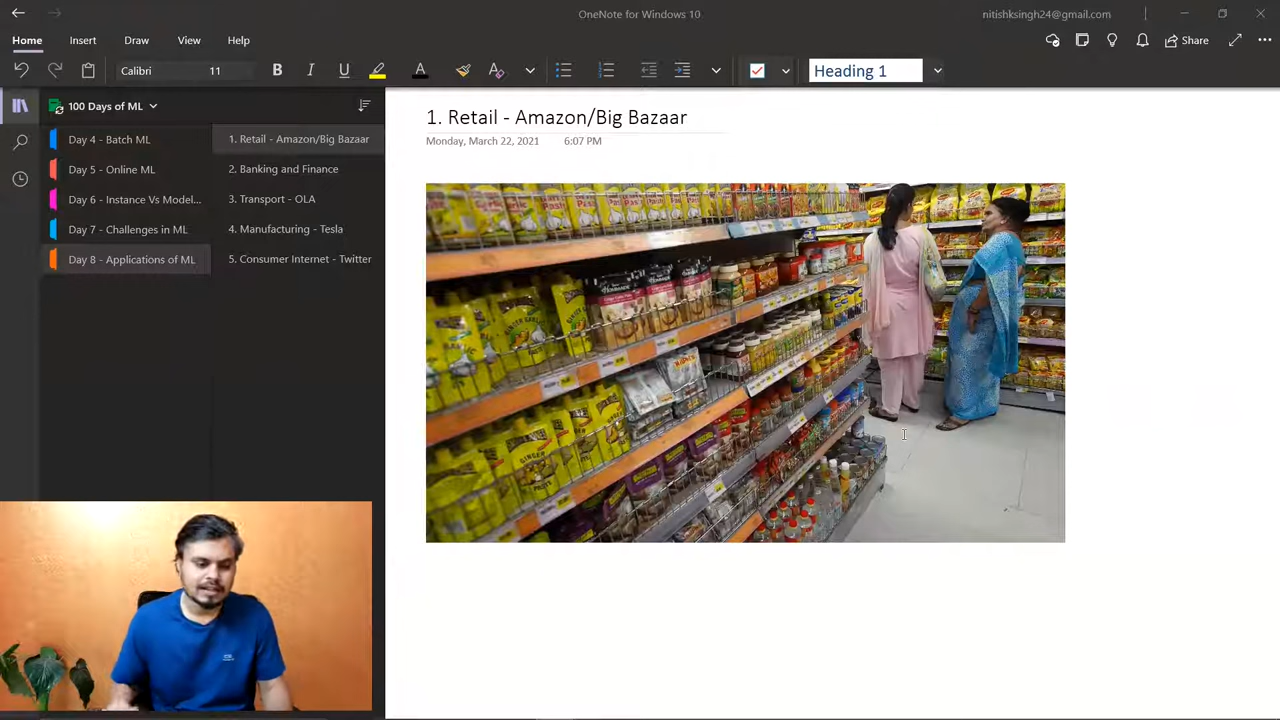 OneNote for Windows 10
nitishksingh24@gmail.com
Home
Insert
Draw
View
Help
Share
Calibri
11
B
I
U
A
A
Heading 1
100 Days of ML
Day 4 - Batch ML
Day 5 - Online ML
Day 6 - Instance Vs Model...
Day 7 - Challenges in ML
Day 8 - Applications of ML
1. Retail - Amazon/Big Bazaar
2. Banking and Finance
3. Transport - OLA
4. Manufacturing - Tesla
5. Consumer Internet - Twitter
1. Retail - Amazon/Big Bazaar
Monday, March 22, 2021 6:07 PM
GINGER